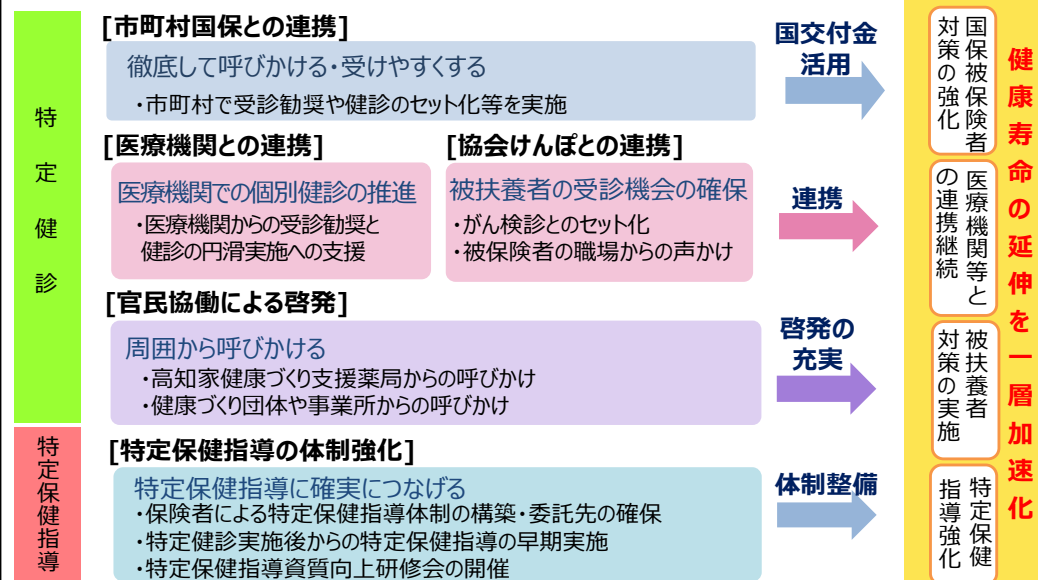 特定健診
[市町村国保との連携]
徹底して呼びかける・受けやすくする
・市町村で受診勧奨や健診のセット化等を実施
国交付金
活用
[医療機関との連携]
医療機関での個別健診の推進
・医療機関からの受診勧奨と
健診の円滑実施への支援
[協会けんぽとの連携]
被扶養者の受診機会の確保
・がん検診とのセット化
・被保険者の職場からの声かけ
連携
[官民協働による啓発]
周囲から呼びかける
・高知家健康づくり支援薬局からの呼びかけ
・健康づくり団体や事業所からの呼びかけ
啓発の
充実
特定保健指導
[特定保健指導の体制強化]
特定保健指導に確実につなげる
・保険者による特定保健指導体制の構築・委託先の確保
・特定健診実施後からの特定保健指導の早期実施
・特定保健指導資質向上研修会の開催
体制整備
国保被保険者
対策の強化
医療機関等と
の連携継続
被扶養者
対策の実施
特定保健
指導強化
健康寿命の延伸を一層加速化